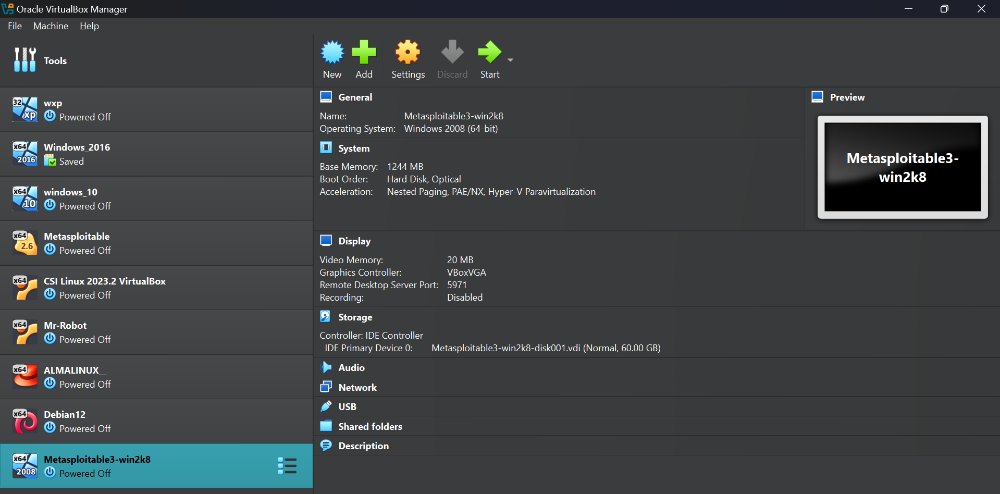 Oracle VirtualBox Manager
File Machine Help
Tools
New Add Settings Discard Start
32
xp
wxp
Powered Off
x64
2016
Windows_2016
Saved
x64
10
windows_10
Powered Off
x64
2.6
Metasploitable
Powered Off
x64
CSI Linux 2023.2 VirtualBox
Powered Off
x64
Mr-Robot
Powered Off
x64
ALMALINUX__
Powered Off
x64
Debian12
Powered Off
x64
2008
Metasploitable3-win2k8
Powered Off
General
Name: Metasploitable3-win2k8
Operating System: Windows 2008 (64-bit)
System
Base Memory: 1244 MB
Boot Order: Hard Disk, Optical
Acceleration: Nested Paging, PAE/NX, Hyper-V Paravirtualization
Preview
Metasploitable3-
win2k8
Display
Video Memory: 20 MB
Graphics Controller: VBoxVGA
Remote Desktop Server Port: 5971
Recording: Disabled
Storage
Controller: IDE Controller
IDE Primary Device 0: Metasploitable3-win2k8-disk001.vdi (Normal, 60.00 GB)
Audio
Network
USB
Shared folders
Description